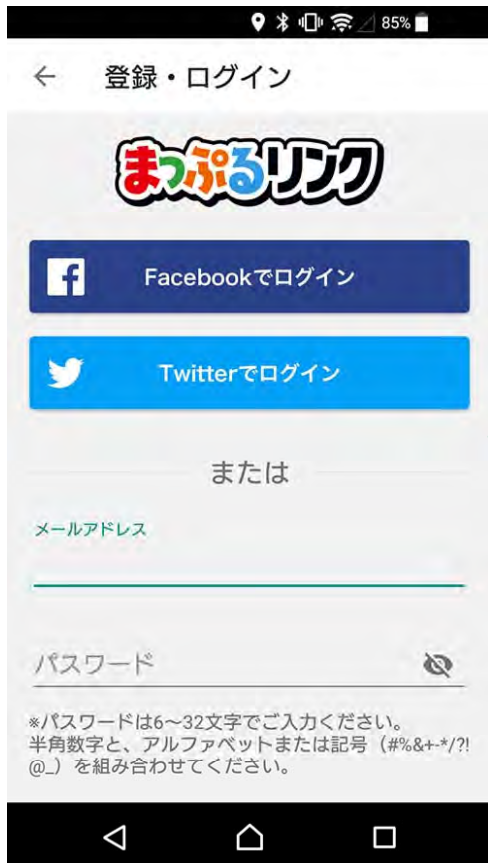 85%
登録・ログイン
まっぷるリンク
Facebookでログイン
Twitterでログイン
または
メールアドレス
パスワード
※パスワードは6〜32文字でご入力ください。
半角数字と、アルファベットまたは記号（#%&+-*/?!
@_）を組み合わせてください。